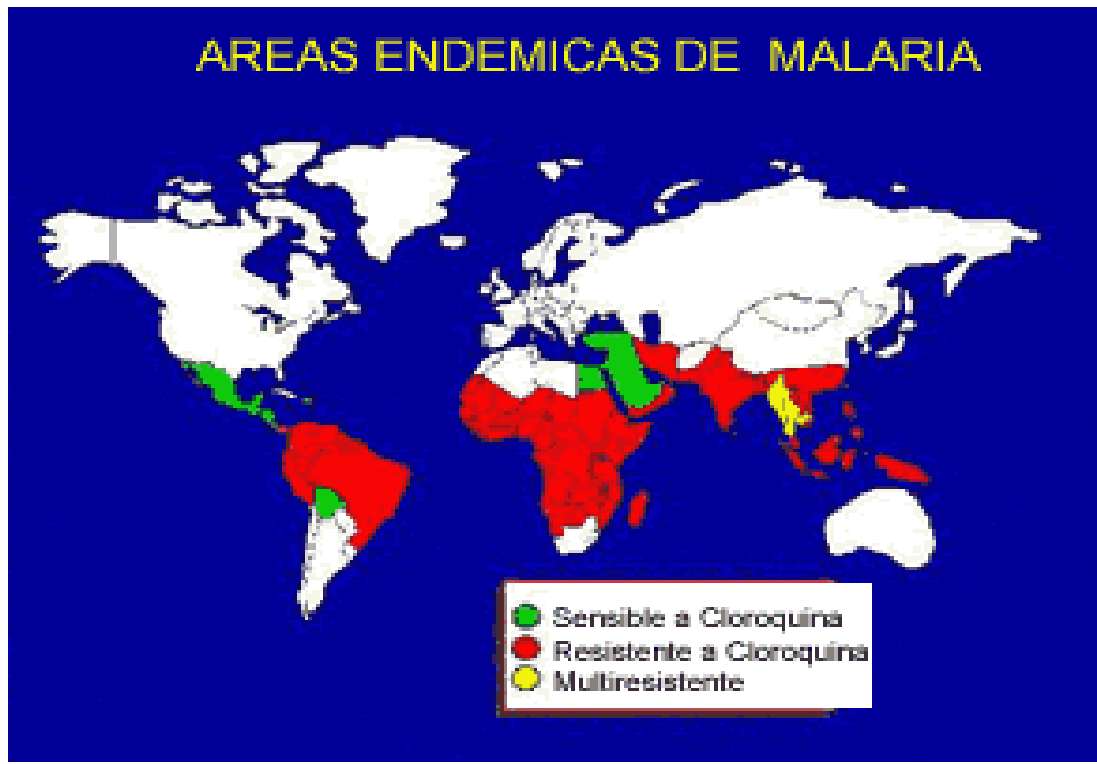 AREAS ENDEMICAS DE MALARIA
Sensible a Cloroquina
Resistente a Cloroquina
Multiresistente